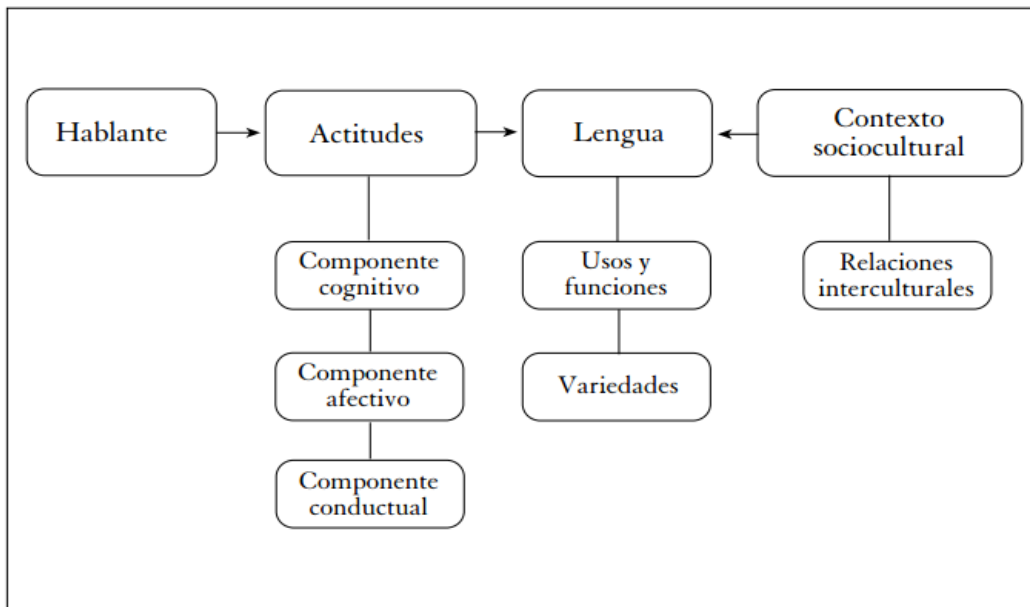 Hablante
Actitudes
Lengua
Contexto
sociocultural
Componente
cognitivo
Usos y
funciones
Relaciones
interculturales
Componente
afectivo
Variedades
Componente
conductual